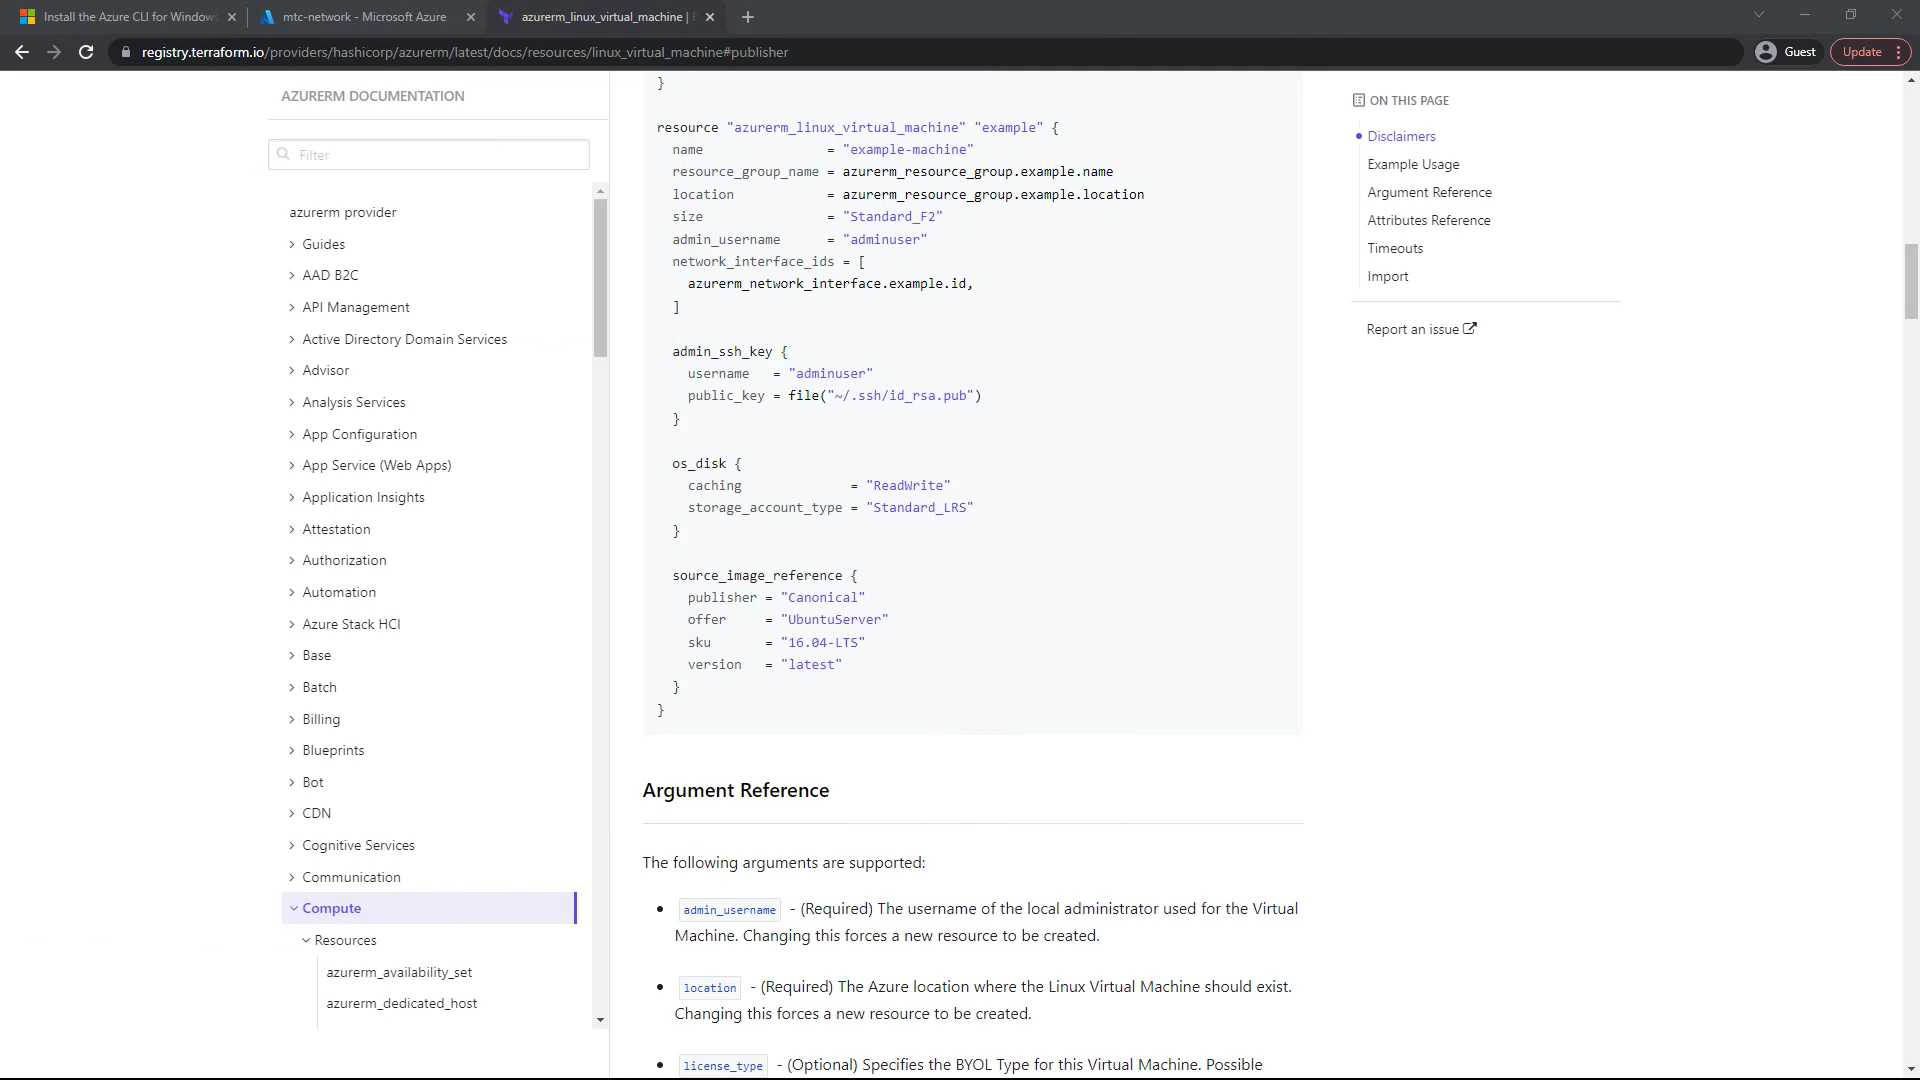 Install the Azure CLI for Window
mtc-network - Microsoft Azure
azurerm_linux_virtual_machine |
registry.terraform.io/providers/hashicorp/azurerm/latest/docs/resources/linux_virtual_machine#publisher
Guest
Update
AZURERM DOCUMENTATION
Filter
azurerm provider
Guides
AAD B2C
API Management
Active Directory Domain Services
Advisor
Analysis Services
App Configuration
App Service (Web Apps)
Application Insights
Attestation
Authorization
Automation
Azure Stack HCI
Base
Batch
Billing
Blueprints
Bot
CDN
Cognitive Services
Communication
Compute
Resources
azurerm_availability_set
azurerm_dedicated_host
}
resource "azurerm_linux_virtual_machine" "example" {
name = "example-machine"
resource_group_name = azurerm_resource_group.example.name
location = azurerm_resource_group.example.location
size = "Standard_F2"
admin_username = "adminuser"
network_interface_ids = [
azurerm_network_interface.example.id,
]
admin_ssh_key {
username = "adminuser"
public_key = file("~/.ssh/id_rsa.pub")
}
os_disk {
caching = "ReadWrite"
storage_account_type = "Standard_LRS"
}
source_image_reference {
publisher = "Canonical"
offer = "UbuntuServer"
sku = "16.04-LTS"
version = "latest"
}
}
Argument Reference
The following arguments are supported:
admin_username - (Required) The username of the local administrator used for the Virtual
Machine. Changing this forces a new resource to be created.
location - (Required) The Azure location where the Linux Virtual Machine should exist.
Changing this forces a new resource to be created.
license_type - (Optional) Specifies the BYOL Type for this Virtual Machine. Possible
ON THIS PAGE
Disclaimers
Example Usage
Argument Reference
Attributes Reference
Timeouts
Import
Report an issue